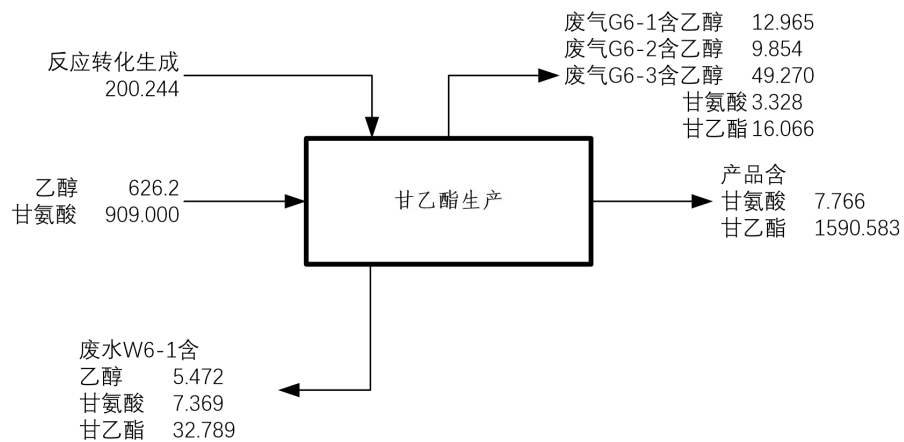 废气G6-1含乙醇 12.965
废气G6-2含乙醇 9.854
废气G6-3含乙醇 49.270
甘氨酸 3.328
甘乙酯 16.066
反应转化生成
200.244
乙醇 626.2
甘氨酸 909.000
甘乙酯生产
产品含
甘氨酸 7.766
甘乙酯 1590.583
废水W6-1含
乙醇 5.472
甘氨酸 7.369
甘乙酯 32.789